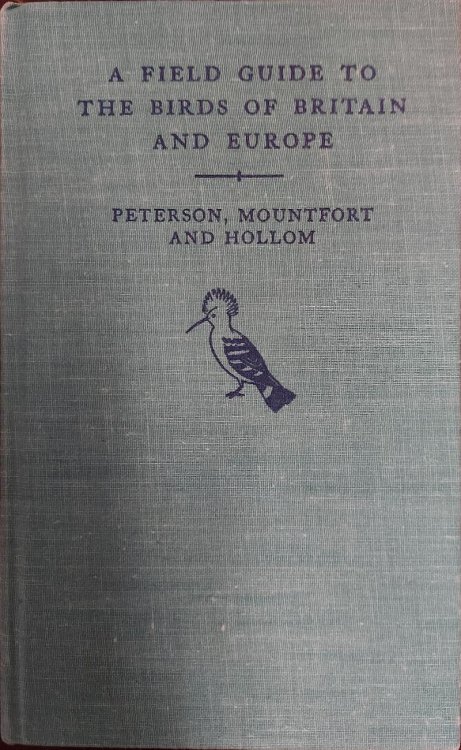 A FIELD GUIDE TO
THE BIRDS OF BRITAIN
AND EUROPE
PETERSON, MOUNTFORT
AND HOLLOM